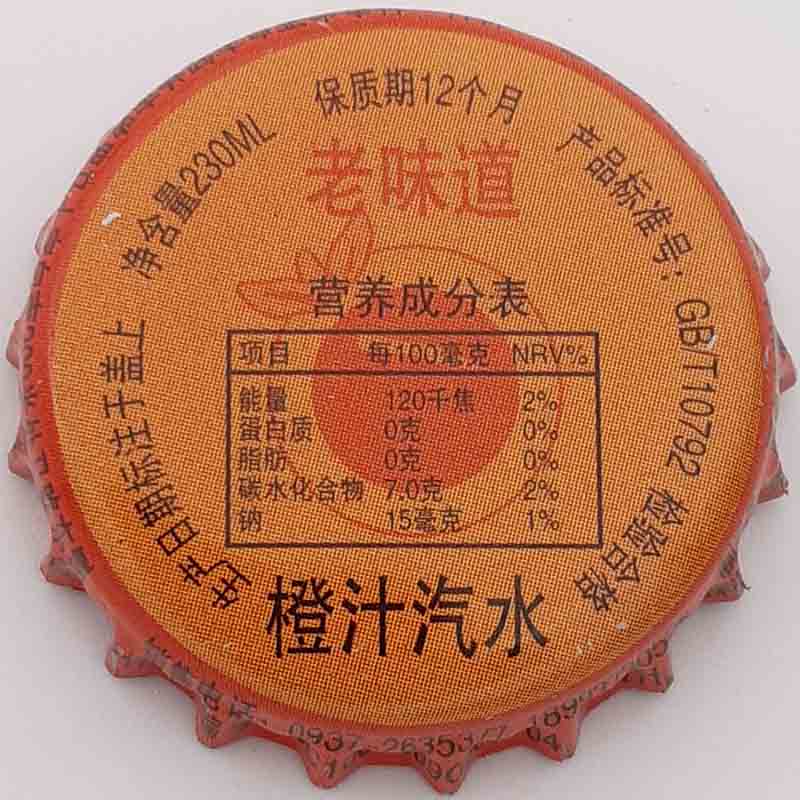 保质期12个月
净含量230ML
产品标准号：GB/T10792 检验合格
生产日期标注于盖上
老味道
营养成分表
项目 每100毫克 NRV%
能量 120千焦 2%
蛋白质 0克 0%
脂肪 0克 0%
碳水化合物 7.0克 2%
钠 15毫克 1%
橙汁汽水
0937 2635377